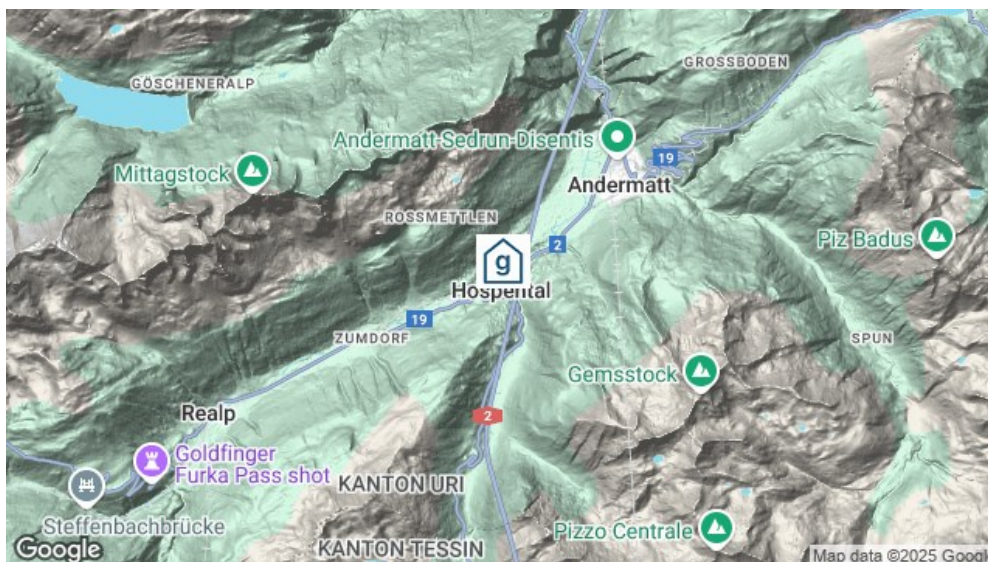 GÖSCHENERALP
GROSSBODEN
Andermatt-Sedrun-Disentis
19
Mittagstock
Andermatt
ROSSMETTLEN
Piz Badus
2
g
Hospental
19
ZUMDORF
SPUN
Gemsstock
Realp
2
Goldfinger
Furka Pass shot
KANTON URI
Steffenbachbrücke
Pizzo Centrale
KANTON TESSIN
Google
Map data ©2025 Google